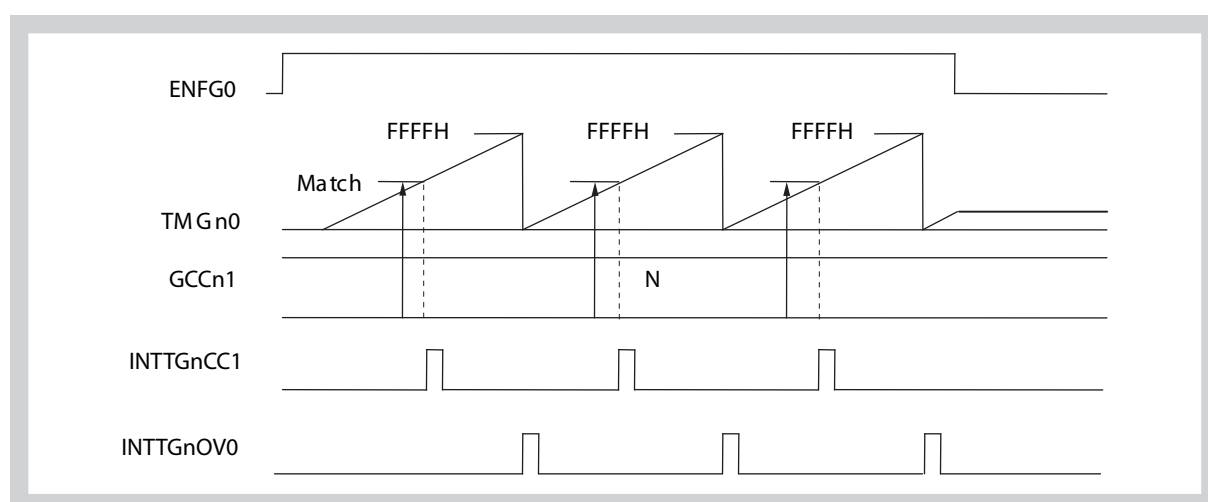 ENFG0
FFFFH FFFFH FFFFH
Match
TMGn0
GCCn1
N
INTTGnCC1
INTTGnOV0